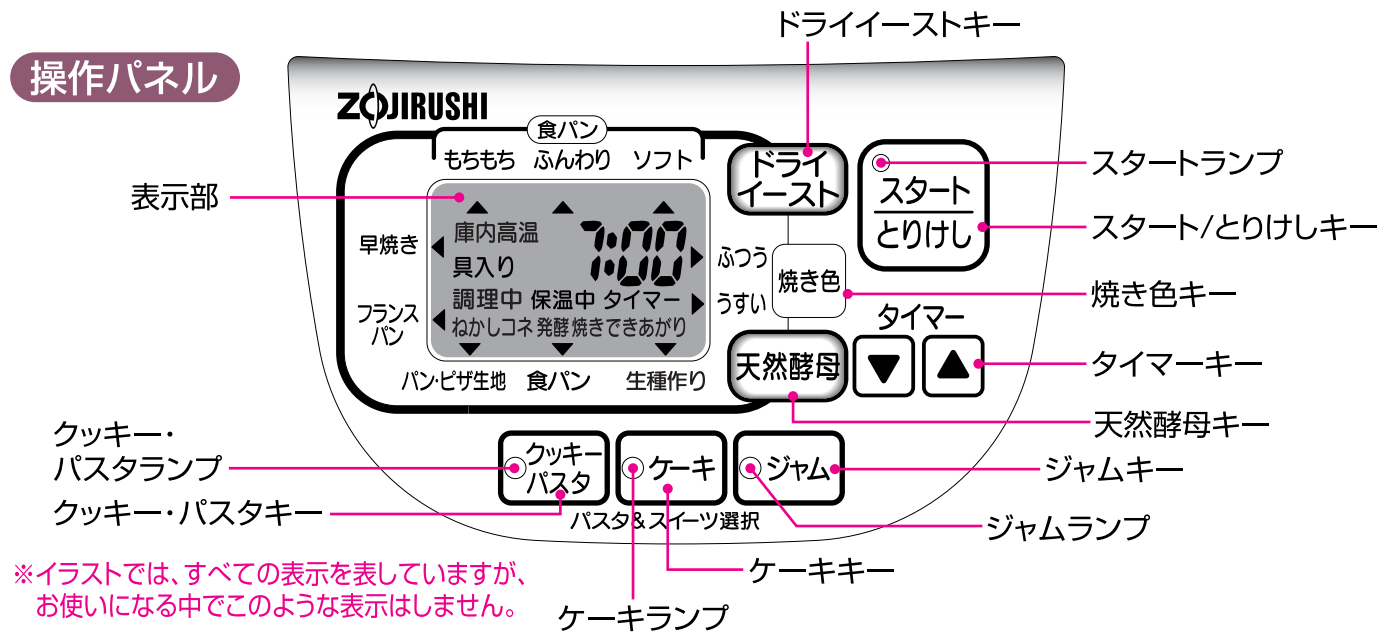 操作パネル
ドライイーストキー
ZOJIRUSHI
食パン
もちもち ふんわり ソフト
ドライ
イースト
スタート
とりけし
スタートランプ
スタート/とりけしキー
表示部
早焼き
庫内高温
7:00
具入り
ふつう
うすい
焼き色
焼き色キー
調理中 保温中 タイマー
ねかし コネ 発酵 焼き できあがり
フランス
パン
タイマー
▼ ▲
タイマーキー
パン・ピザ生地 食パン 生種作り
天然酵母
天然酵母キー
クッキー・
パスタランプ
クッキー
パスタ
ケーキ
ジャム
ジャムキー
クッキー・パスタキー
パスタ&スイーツ選択
ジャムランプ
ケーキキー
ケーキランプ
※イラストでは、すべての表示を表していますが、
お使いになる中でこのような表示はしません。